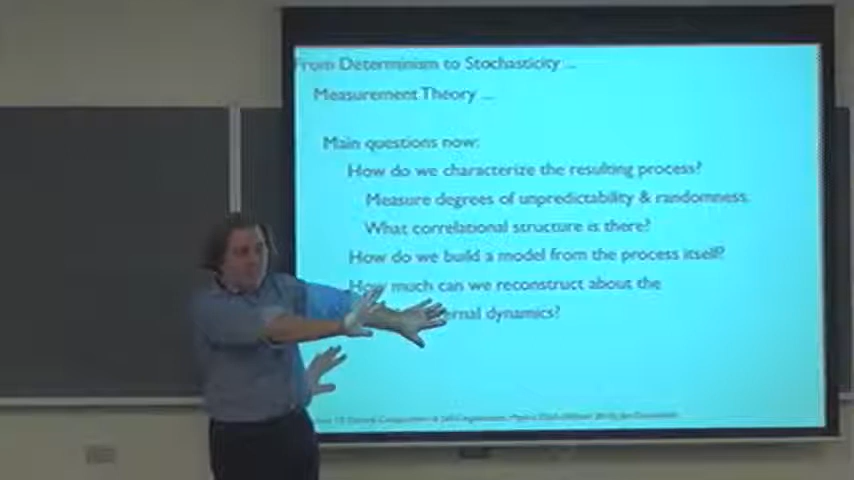 From Determinism to Stochasticity ...
Measurement Theory ...
Main questions now:
How do we characterize the resulting process?
Measure degrees of unpredictability & randomness.
What correlational structure is there?
How do we build a model from the process itself?
How much can we reconstruct about the
dynamics?